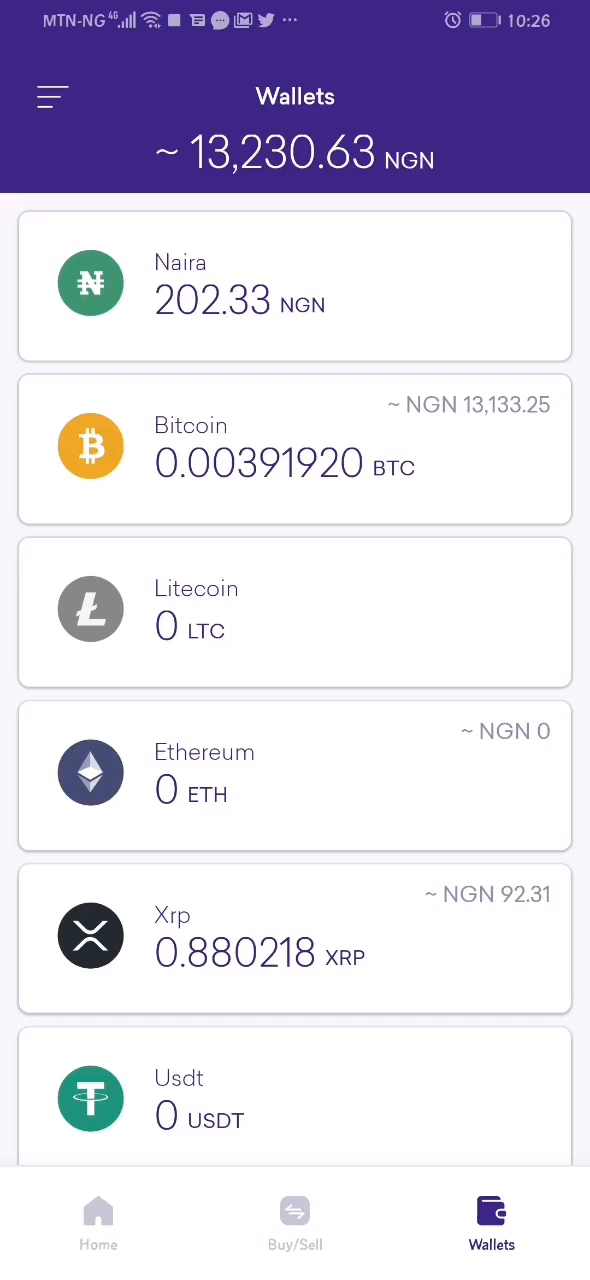 MTN-NG 4G 10:26
Wallets
~ 13,230.63 NGN
Naira
202.33 NGN
~ NGN 13,133.25
Bitcoin
0.00391920 BTC
Litecoin
0 LTC
~ NGN 0
Ethereum
0 ETH
~ NGN 92.31
Xrp
0.880218 XRP
Usdt
0 USDT
Home Buy/Sell Wallets